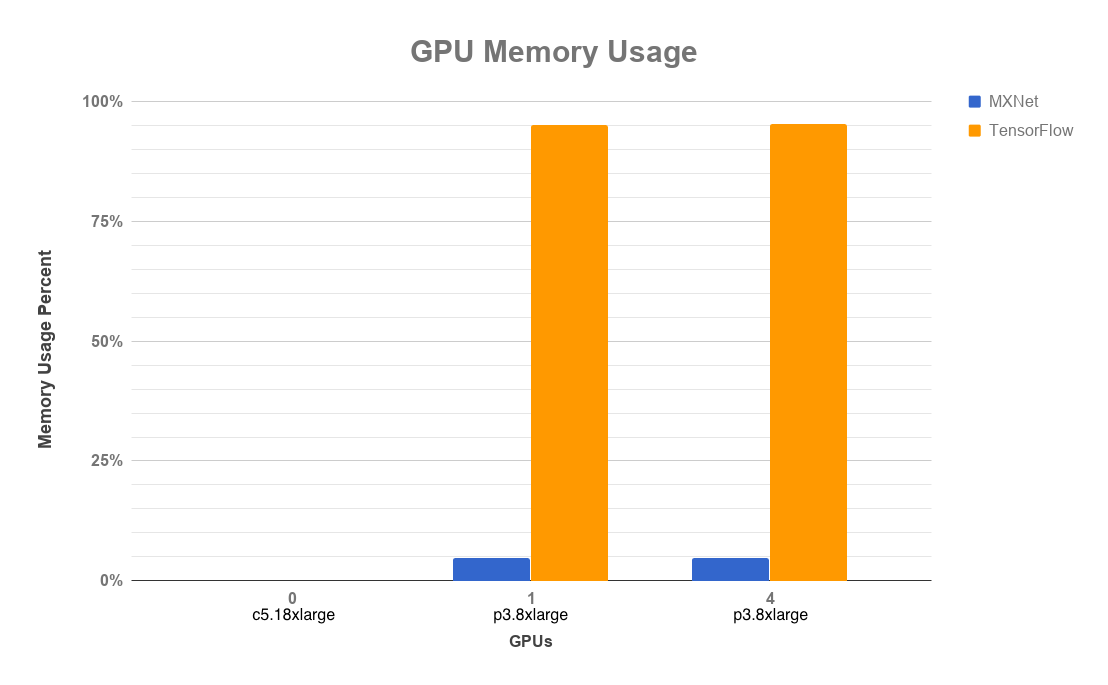 GPU Memory Usage
MXNet
TensorFlow
Memory Usage Percent
100%
75%
50%
25%
0%
0 1 4
c5.18xlarge p3.8xlarge p3.8xlarge
GPUs